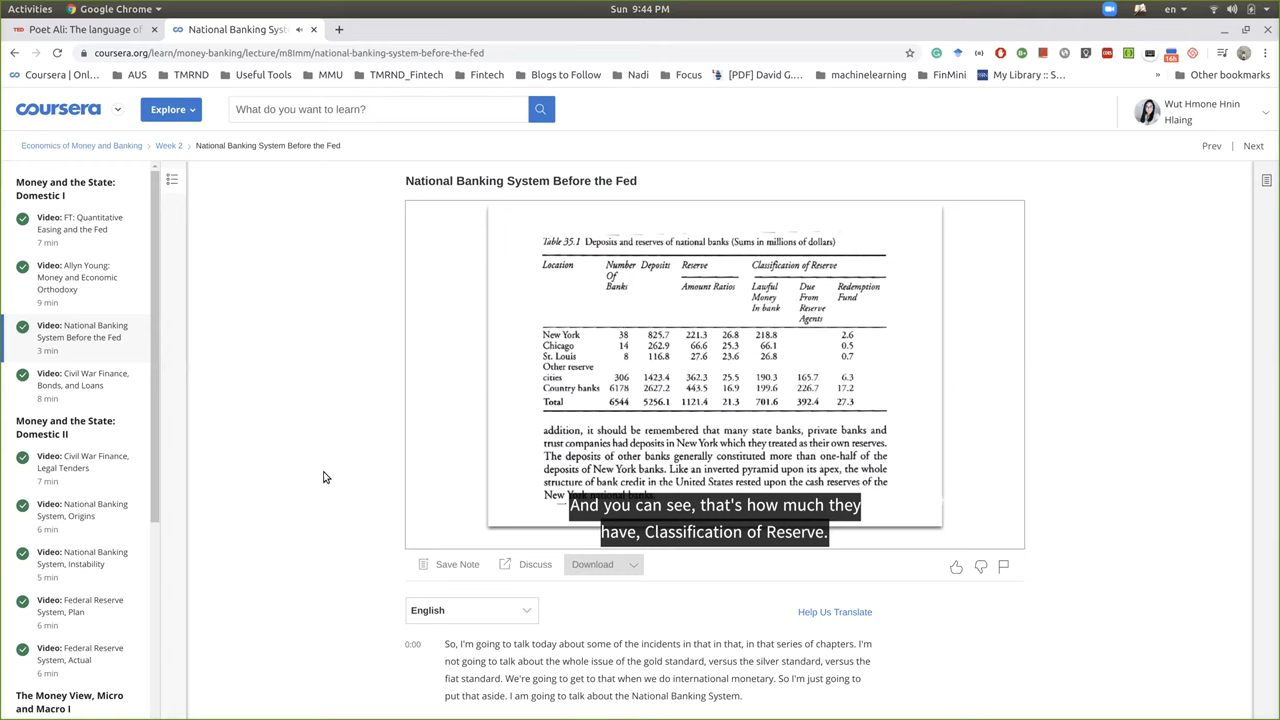 Activities
Google Chrome
Sun, 9:44 PM
en
Poet Ali: The language of
National Banking Syst
coursera.org/learn/money-banking/lecture/m8Imm/national-banking-system-before-the-fed
Coursera | Onl…
AUS
TMRND
Useful Tools
MMU
TMRND_Fintech
Fintech
Blogs to Follow
Nadi
Focus
[PDF] David G.…
machinelearning
FinMini
My Library :: S…
»
Other bookmarks
coursera
Explore
What do you want to learn?
Wut Hmone Hnin
Hlaing
Economics of Money and Banking > Week 2 > National Banking System Before the Fed
Prev | Next
Money and the State:
Domestic I
Video: FT: Quantitative
Easing and the Fed
7 min
Video: Allyn Young:
Money and Economic
Orthodoxy
9 min
Video: National Banking
System Before the Fed
3 min
Video: Civil War Finance,
Bonds, and Loans
8 min
Money and the State:
Domestic II
Video: Civil War Finance,
Legal Tenders
7 min
Video: National Banking
System, Origins
6 min
Video: National Banking
System, Instability
5 min
Video: Federal Reserve
System, Plan
6 min
Video: Federal Reserve
System, Actual
6 min
The Money View, Micro
and Macro I
National Banking System Before the Fed
Table 35.1 Deposits and reserves of national banks (Sums in millions of dollars)
Location Number Deposits Reserve Classification of Reserve
Of
Banks Amount Ratios Lawful Due Redemption
Money From Fund
In bank Reserve
Agents
New York 38 825.7 221.3 26.8 218.8 2.6
Chicago 14 262.9 66.6 25.3 66.1 0.5
St. Louis 8 116.8 27.6 23.6 26.8 0.7
Other reserve
cities 306 1423.4 362.3 25.5 190.3 165.7 6.3
Country banks 6178 2627.2 443.5 16.9 199.6 226.7 17.2
Total 6544 5256.1 1121.4 21.3 701.6 392.4 27.3
addition, it should be remembered that many state banks, private banks and
trust companies had deposits in New York which they treated as their own reserves.
The deposits of other banks generally constituted more than one-half of the
deposits of New York banks. Like an inverted pyramid upon its apex, the whole
structure of bank credit in the United States rested upon the cash reserves of the
New York national banks.
And you can see, that's how much they
have, Classification of Reserve.
Save Note
Discuss
Download
English
Help Us Translate
0:00
So, I'm going to talk today about some of the incidents in that in that, in that series of chapters. I'm
not going to talk about the whole issue of the gold standard, versus the silver standard, versus the
fiat standard. We're going to get to that when we do international monetary. So I'm just going to
put that aside. I am going to talk about the National Banking System.